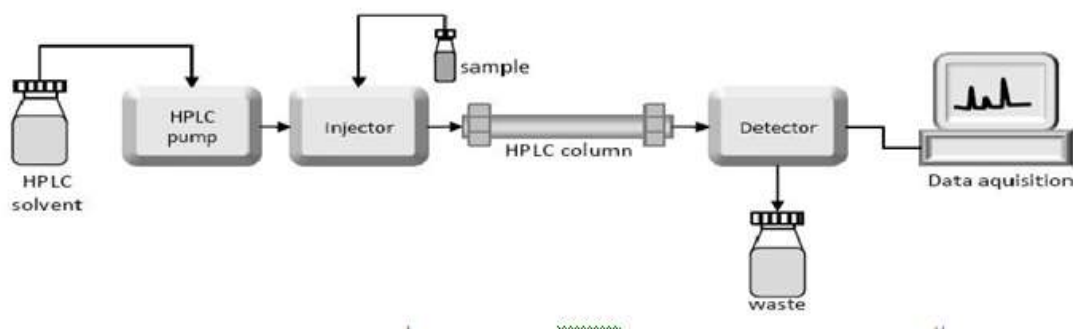 sample
HPLC
pump
Injector
Detector
HPLC column
HPLC
solvent
Data aquisition
waste